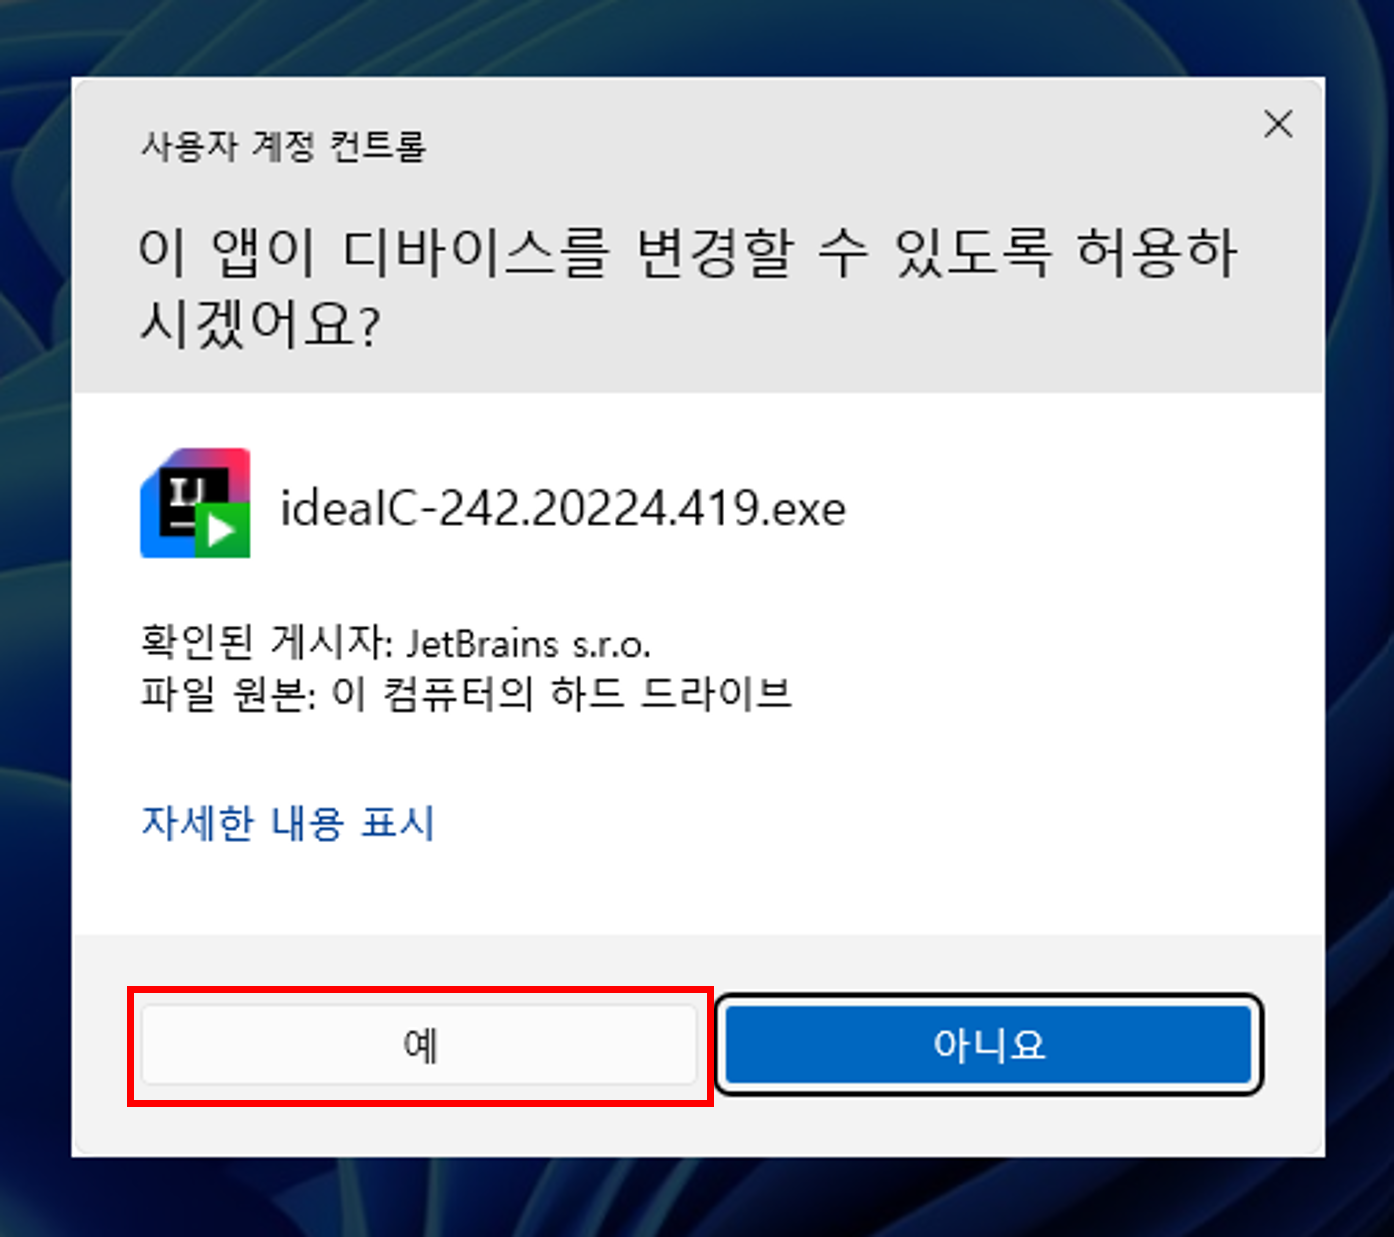 사용자 계정 컨트롤
이 앱이 디바이스를 변경할 수 있도록 허용하
시겠어요?
IJ
ideaIC-242.20224.419.exe
확인된 게시자: JetBrains s.r.o.
파일 원본: 이 컴퓨터의 하드 드라이브
자세한 내용 표시
예
아니요